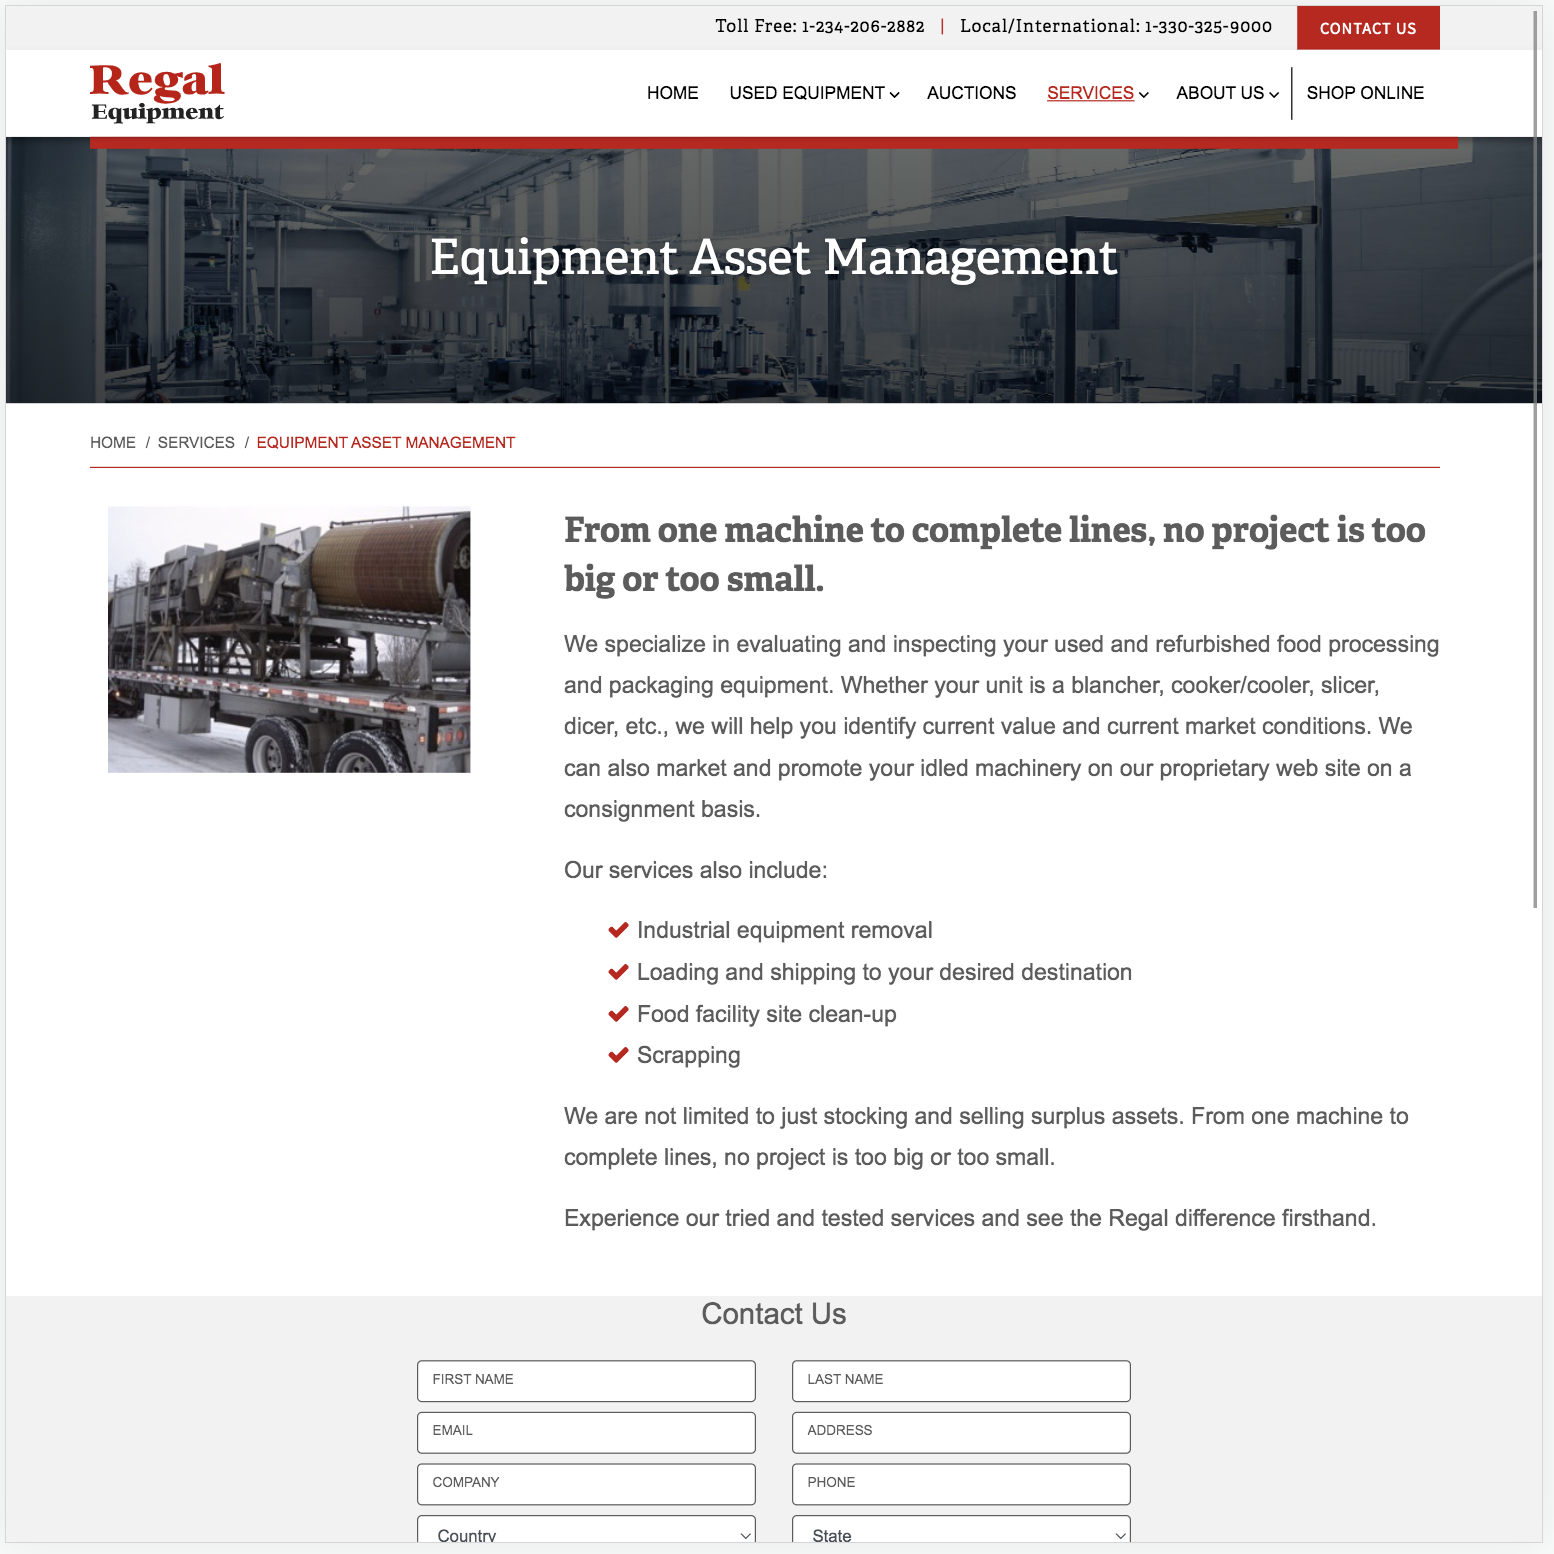 Toll Free: 1-234-206-2882 | Local/International: 1-330-325-9000
CONTACT US
Regal
Equipment
HOME USED EQUIPMENT AUCTIONS SERVICES ABOUT US SHOP ONLINE
Equipment Asset Management
HOME / SERVICES / EQUIPMENT ASSET MANAGEMENT
From one machine to complete lines, no project is too
big or too small.
We specialize in evaluating and inspecting your used and refurbished food processing
and packaging equipment. Whether your unit is a blancher, cooker/cooler, slicer,
dicer, etc., we will help you identify current value and current market conditions. We
can also market and promote your idled machinery on our proprietary web site on a
consignment basis.
Our services also include:
Industrial equipment removal
Loading and shipping to your desired destination
Food facility site clean-up
Scrapping
We are not limited to just stocking and selling surplus assets. From one machine to
complete lines, no project is too big or too small.
Experience our tried and tested services and see the Regal difference firsthand.
Contact Us
FIRST NAME LAST NAME
EMAIL ADDRESS
COMPANY PHONE
Country State